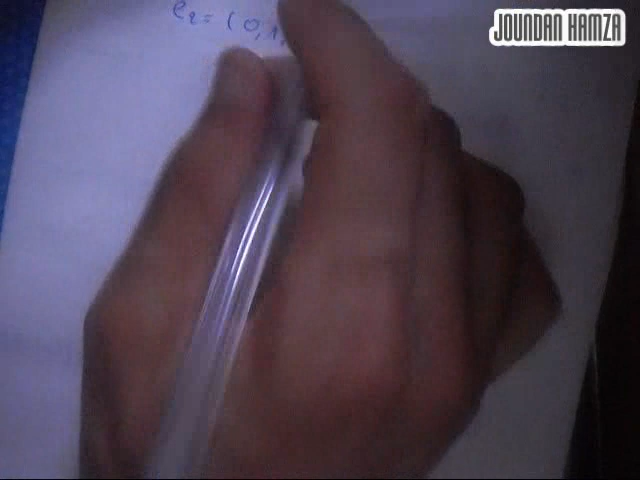 e₂ = ( 0, 1,
JOUNDAN HAMZA